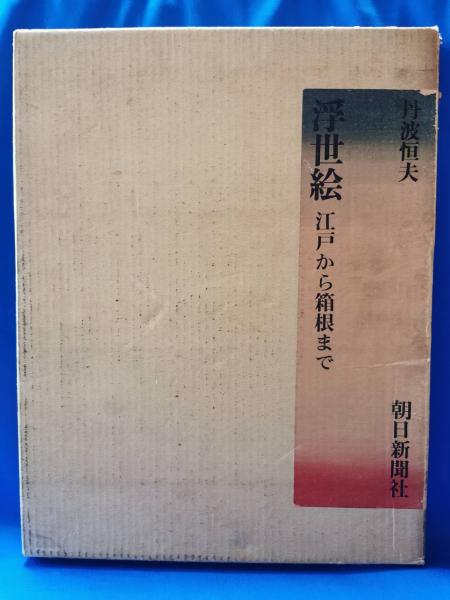 丹波恒夫
浮世絵 江戸から箱根まで
朝日新聞社